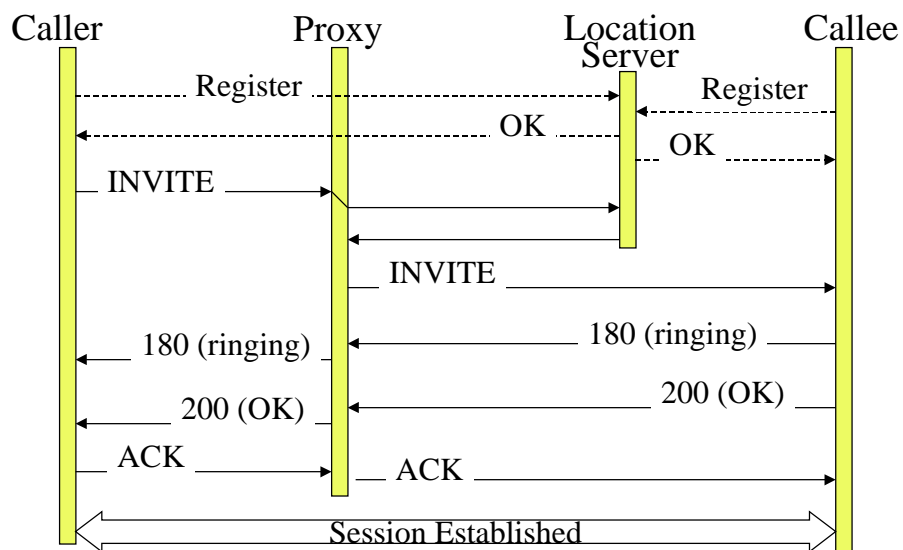 Caller
Proxy
Location
Server
Callee
Register
Register
OK
OK
INVITE
INVITE
180 (ringing)
180 (ringing)
200 (OK)
200 (OK)
ACK
ACK
Session Established